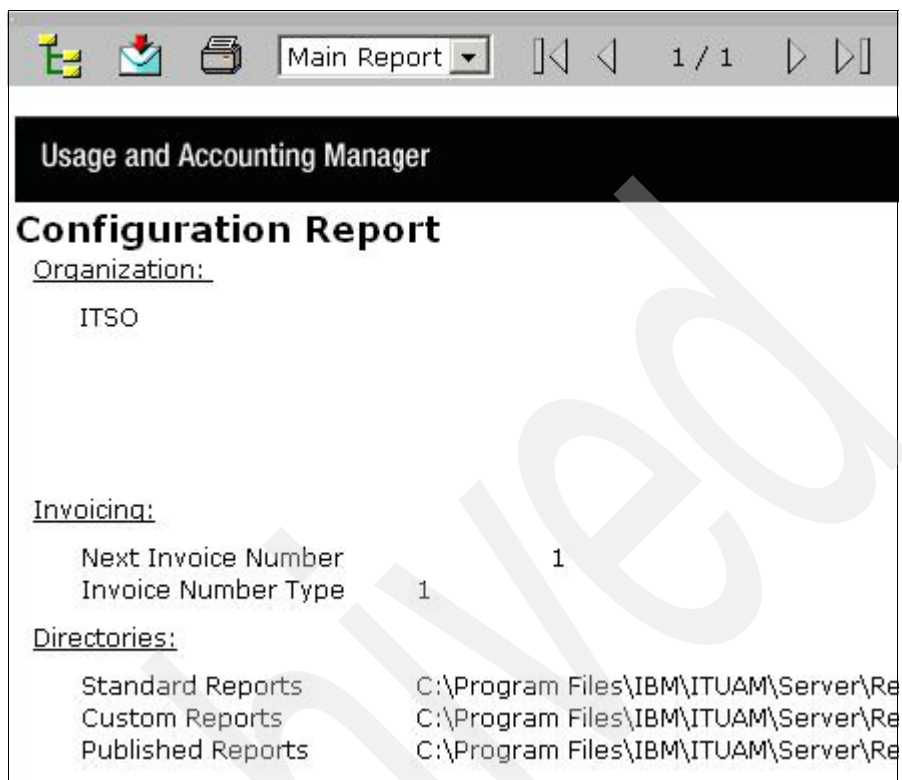 Main Report
1 / 1
Usage and Accounting Manager
Configuration Report
Organization:
ITSO
Invoicing:
Next Invoice Number 1
Invoice Number Type 1
Directories:
Standard Reports C:\Program Files\IBM\ITUAM\Server\Re
Custom Reports C:\Program Files\IBM\ITUAM\Server\Re
Published Reports C:\Program Files\IBM\ITUAM\Server\Re
hived